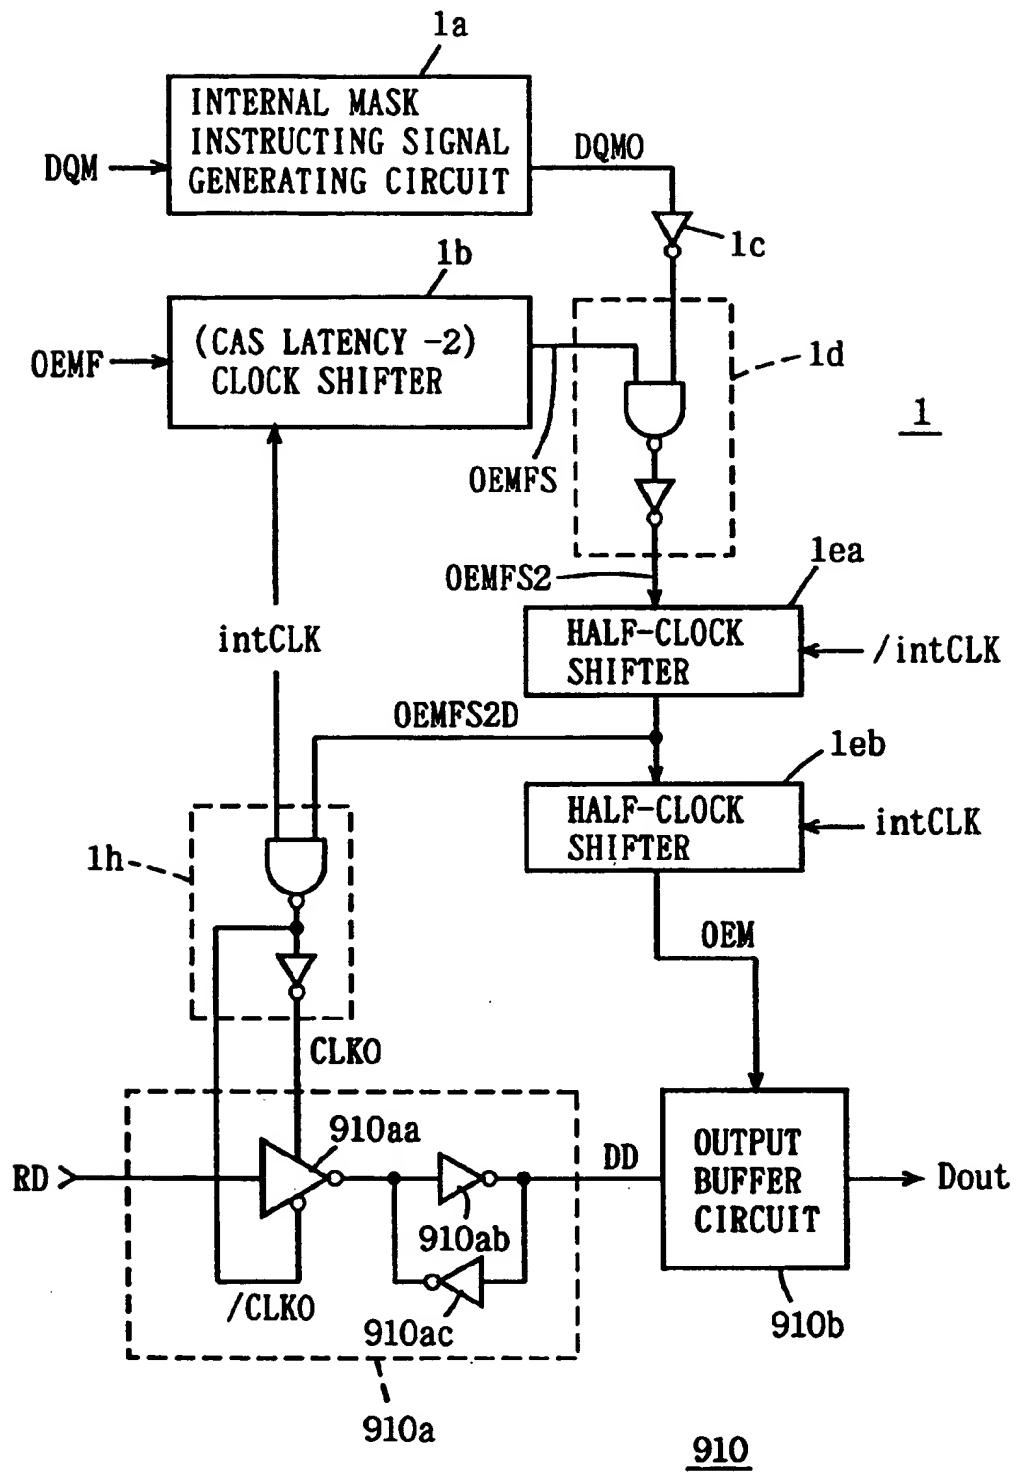 1a
INTERNAL MASK
INSTRUCTING SIGNAL
GENERATING CIRCUIT
DQM
DQMO
1c
1b
(CAS LATENCY -2)
CLOCK SHIFTER
OEMF
1d
1
OEMFS
1ea
OEMFS2
HALF-CLOCK
SHIFTER
/intCLK
intCLK
OEMFS2D
1eb
HALF-CLOCK
SHIFTER
intCLK
1h
OEM
CLKO
910aa
RD
DD
OUTPUT
BUFFER
CIRCUIT
Dout
910ab
/CLKO
910ac
910b
910a
910